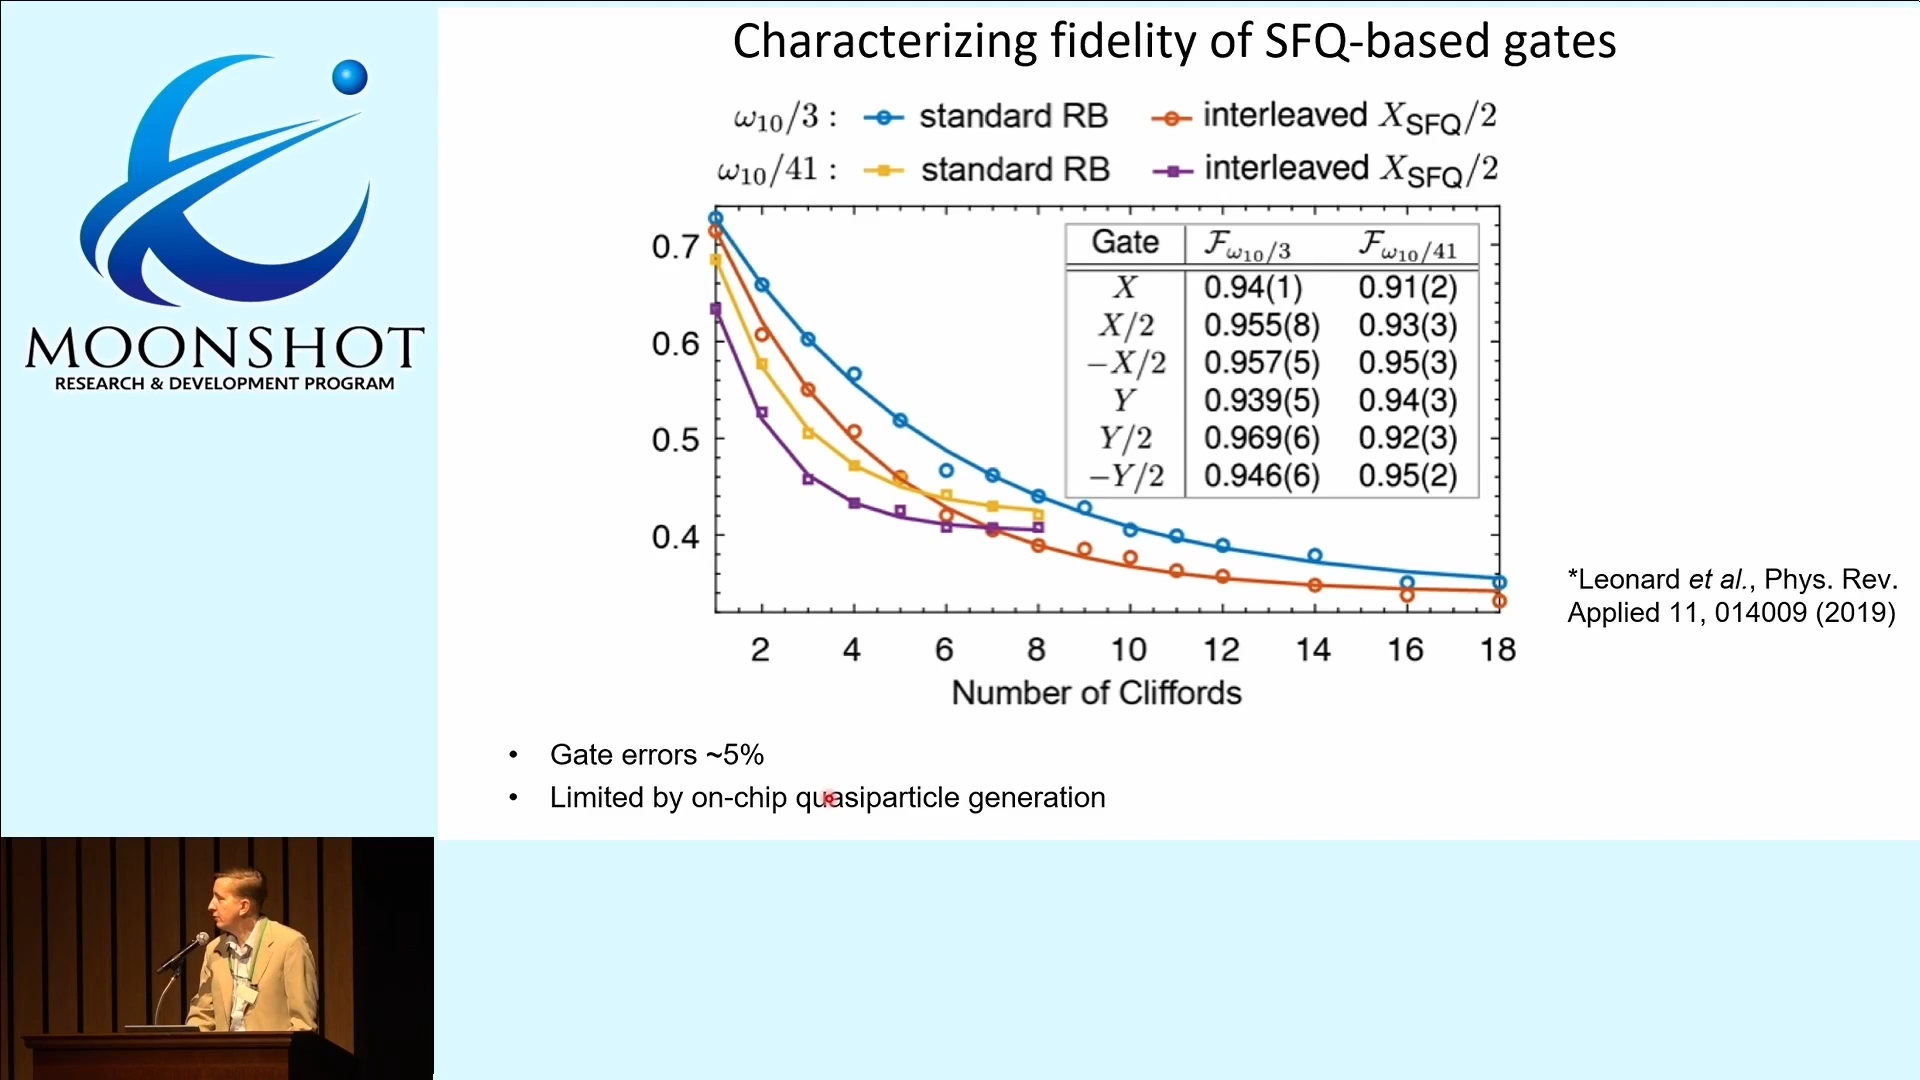 MOONSHOT
RESEARCH & DEVELOPMENT PROGRAM
Characterizing fidelity of SFQ-based gates
ω10/3 : standard RB interleaved XSFQ/2
ω10/41 : standard RB interleaved XSFQ/2
0.7
0.6
0.5
0.4
Gate Fω10/3 Fω10/41
X 0.94(1) 0.91(2)
X/2 0.955(8) 0.93(3)
−X/2 0.957(5) 0.95(3)
Y 0.939(5) 0.94(3)
Y/2 0.969(6) 0.92(3)
−Y/2 0.946(6) 0.95(2)
2 4 6 8 10 12 14 16 18
Number of Cliffords
*Leonard et al., Phys. Rev.
Applied 11, 014009 (2019)
• Gate errors ~5%
• Limited by on-chip quasiparticle generation